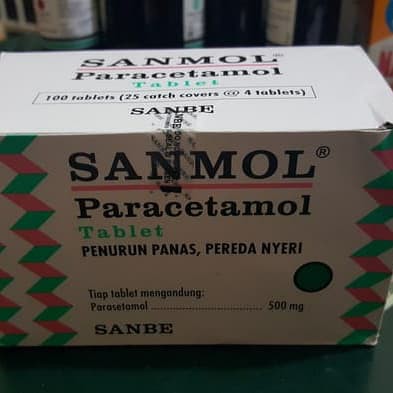 SANMOL®
Paracetamol
Tablet
100 tablets (25 catch covers @ 4 tablets)
SANBE
SANMOL®
Paracetamol
Tablet
PENURUN PANAS, PEREDA NYERI
Tiap tablet mengandung:
Parasetamol ................................ 500 mg
SANBE